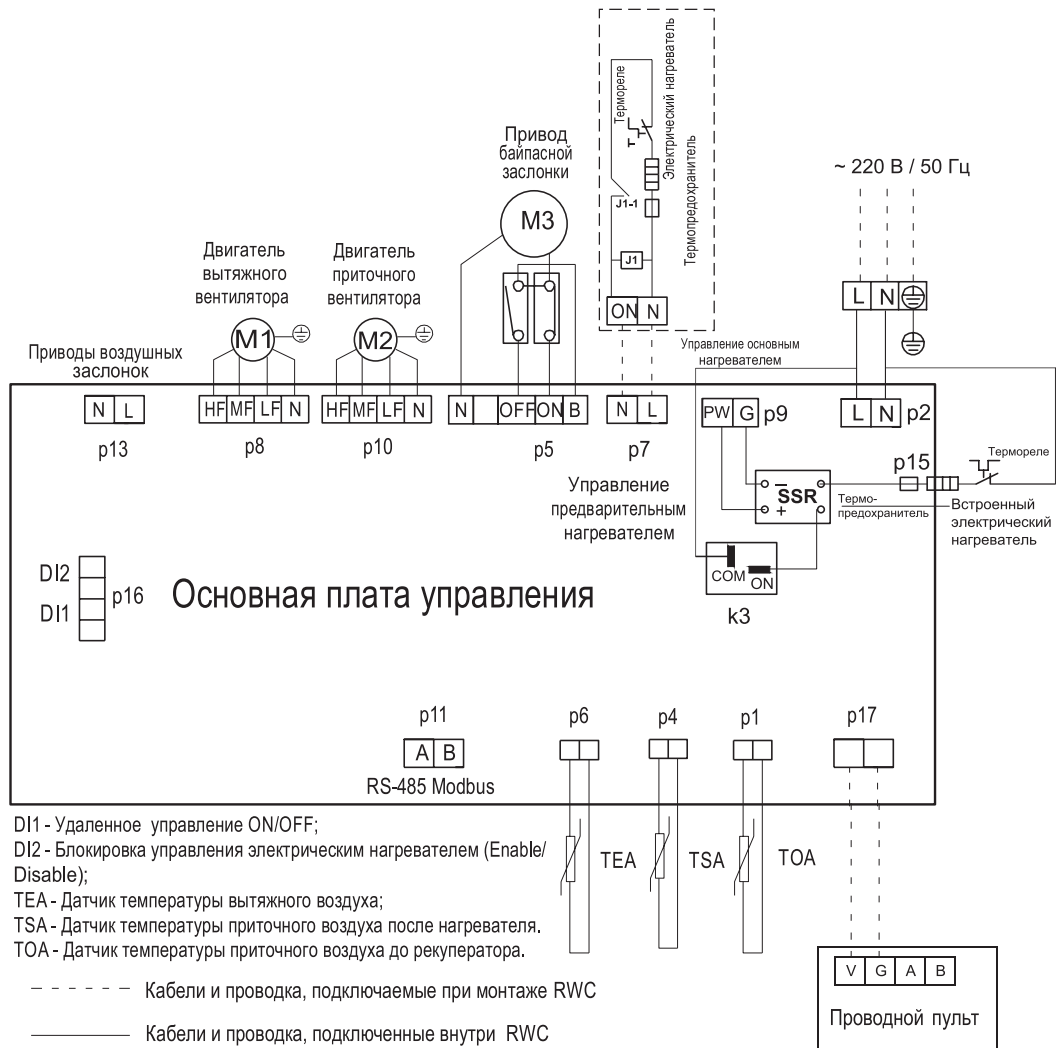 Термореле
Электрический нагреватель
Термопредохранитель
J1-1
J1
ON N
Привод
байпасной
заслонки
M3
~ 220 В / 50 Гц
L N
Двигатель
вытяжного
вентилятора
M1
Двигатель
приточного
вентилятора
M2
Приводы воздушных
заслонок
Управление основным
нагревателем
N L
p13
HF MF LF N
p8
HF MF LF N
p10
N OFF ON B
p5
N L
p7
PW G p9
L N p2
Управление
предварительным
нагревателем
SSR
– +
p15
Термореле
Термо-
предохранитель
Встроенный
электрический
нагреватель
COM ON
k3
DI2
DI1
p16
Основная плата управления
p11
A B
RS-485 Modbus
p6
p4
p1
p17
TEA
TSA
TOA
DI1 - Удаленное управление ON/OFF;
DI2 - Блокировка управления электрическим нагревателем (Enable/
Disable);
TEA - Датчик температуры вытяжного воздуха;
TSA - Датчик температуры приточного воздуха после нагревателя.
TOA - Датчик температуры приточного воздуха до рекуператора.
Кабели и проводка, подключаемые при монтаже RWC
Кабели и проводка, подключенные внутри RWC
V G A B
Проводной пульт